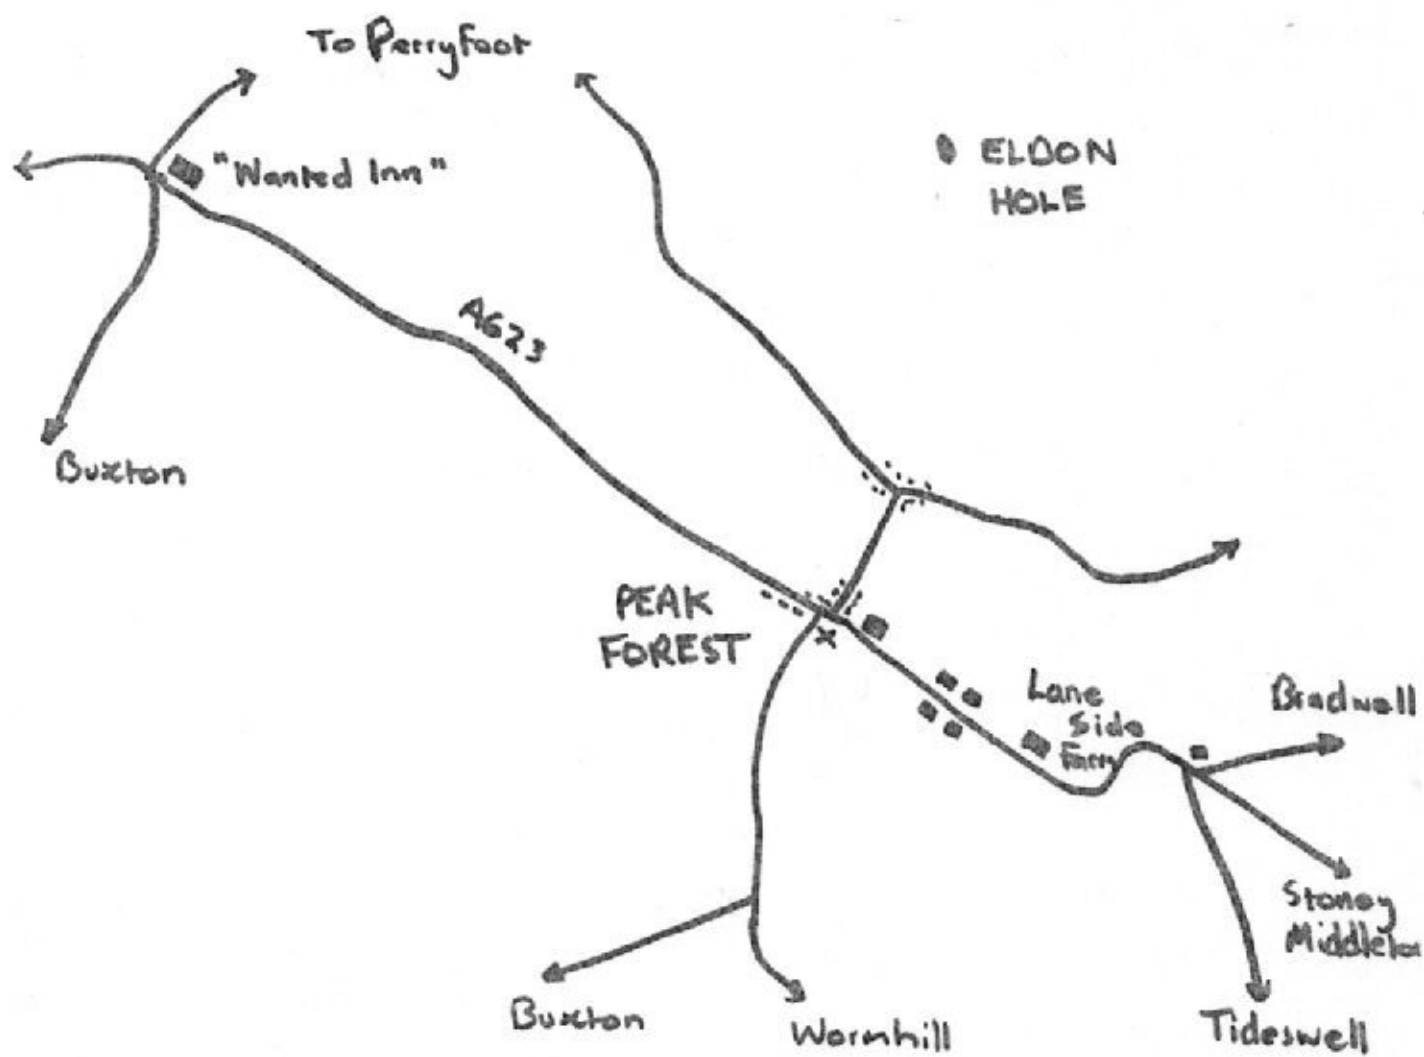 To Perryfoot
"Wanted Inn"
ELDON
HOLE
A623
Buxton
PEAK
FOREST
x
Lane
Side
Farm
Bradwell
Stoney
Middleton
Buxton
Wormhill
Tideswell